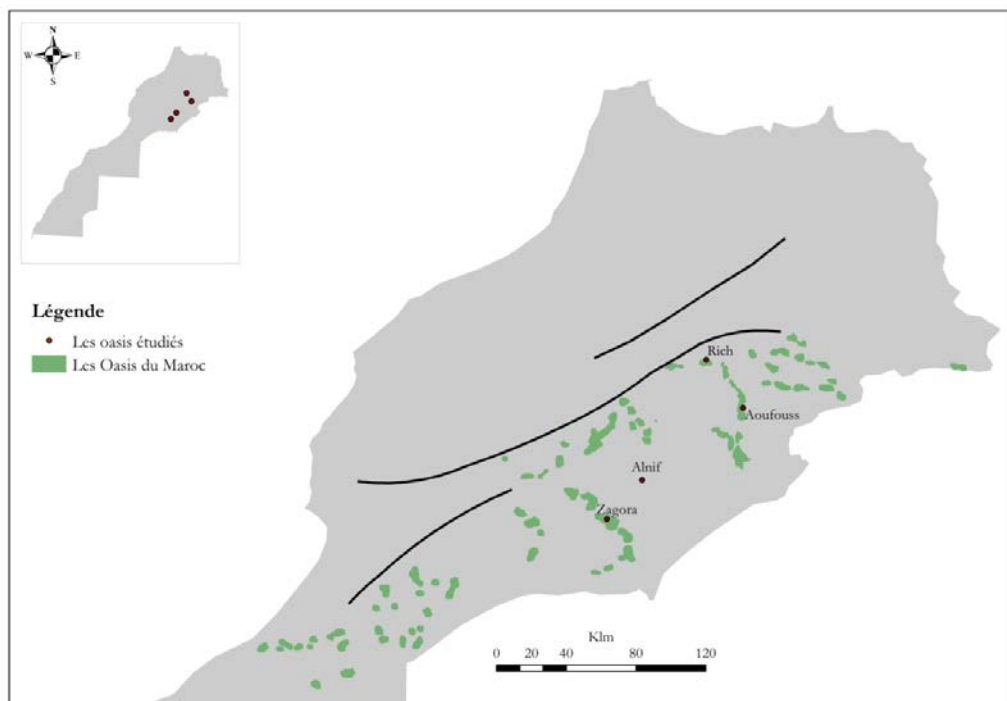 N
W E
S
Légende
Les oasis étudiés
Les Oasis du Maroc
Rich
Aoufouss
Alnif
Zagora
Klm
0 20 40 80 120